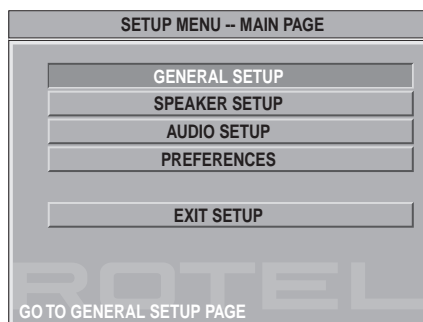 SETUP MENU -- MAIN PAGE
GENERAL SETUP
SPEAKER SETUP
AUDIO SETUP
PREFERENCES
EXIT SETUP
ROTEL
GO TO GENERAL SETUP PAGE